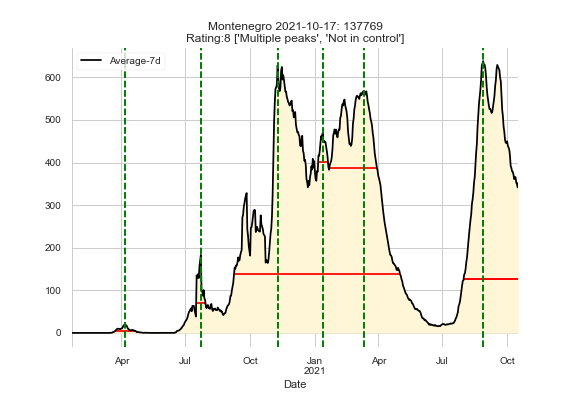 Montenegro 2021-10-17: 137769
Rating:8 ['Multiple peaks', 'Not in control']
Average-7d
600
500
400
300
200
100
0
Apr
Jul
Oct
Jan
2021
Apr
Jul
Oct
Date